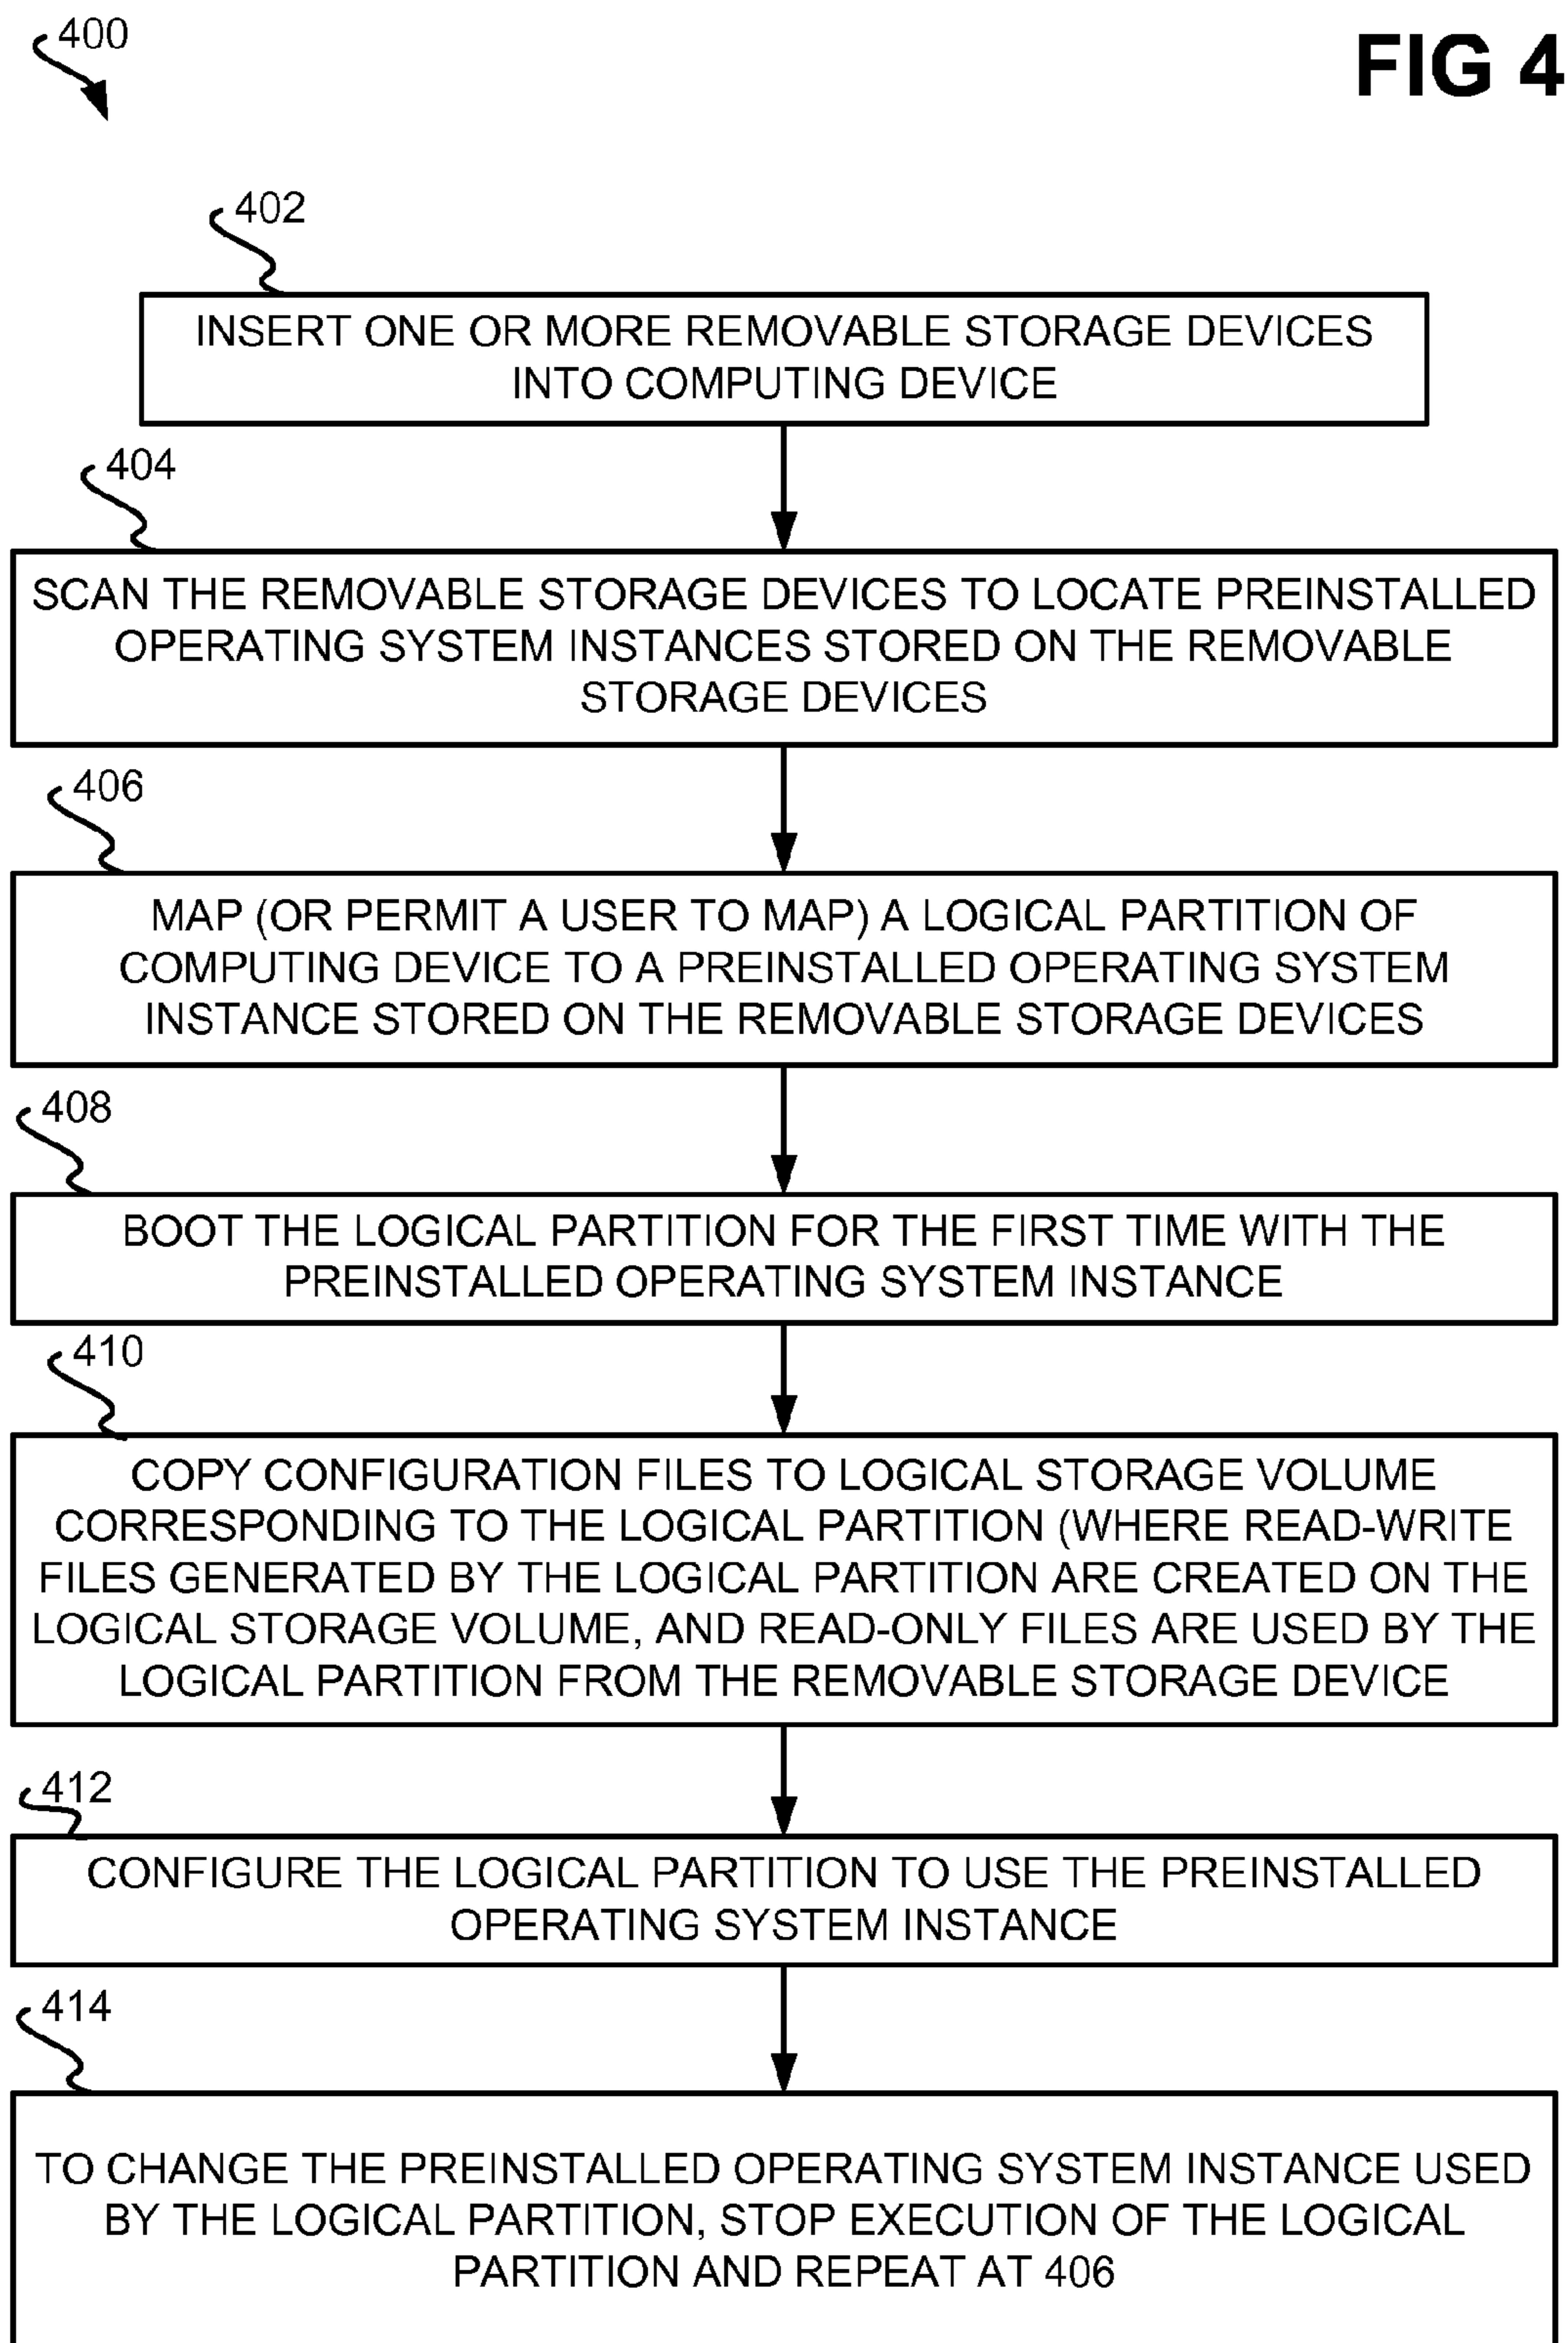 400
FIG 4
402
INSERT ONE OR MORE REMOVABLE STORAGE DEVICES
INTO COMPUTING DEVICE
404
SCAN THE REMOVABLE STORAGE DEVICES TO LOCATE PREINSTALLED
OPERATING SYSTEM INSTANCES STORED ON THE REMOVABLE
STORAGE DEVICES
406
MAP (OR PERMIT A USER TO MAP) A LOGICAL PARTITION OF
COMPUTING DEVICE TO A PREINSTALLED OPERATING SYSTEM
INSTANCE STORED ON THE REMOVABLE STORAGE DEVICES
408
BOOT THE LOGICAL PARTITION FOR THE FIRST TIME WITH THE
PREINSTALLED OPERATING SYSTEM INSTANCE
410
COPY CONFIGURATION FILES TO LOGICAL STORAGE VOLUME
CORRESPONDING TO THE LOGICAL PARTITION (WHERE READ-WRITE
FILES GENERATED BY THE LOGICAL PARTITION ARE CREATED ON THE
LOGICAL STORAGE VOLUME, AND READ-ONLY FILES ARE USED BY THE
LOGICAL PARTITION FROM THE REMOVABLE STORAGE DEVICE
412
CONFIGURE THE LOGICAL PARTITION TO USE THE PREINSTALLED
OPERATING SYSTEM INSTANCE
414
TO CHANGE THE PREINSTALLED OPERATING SYSTEM INSTANCE USED
BY THE LOGICAL PARTITION, STOP EXECUTION OF THE LOGICAL
PARTITION AND REPEAT AT 406